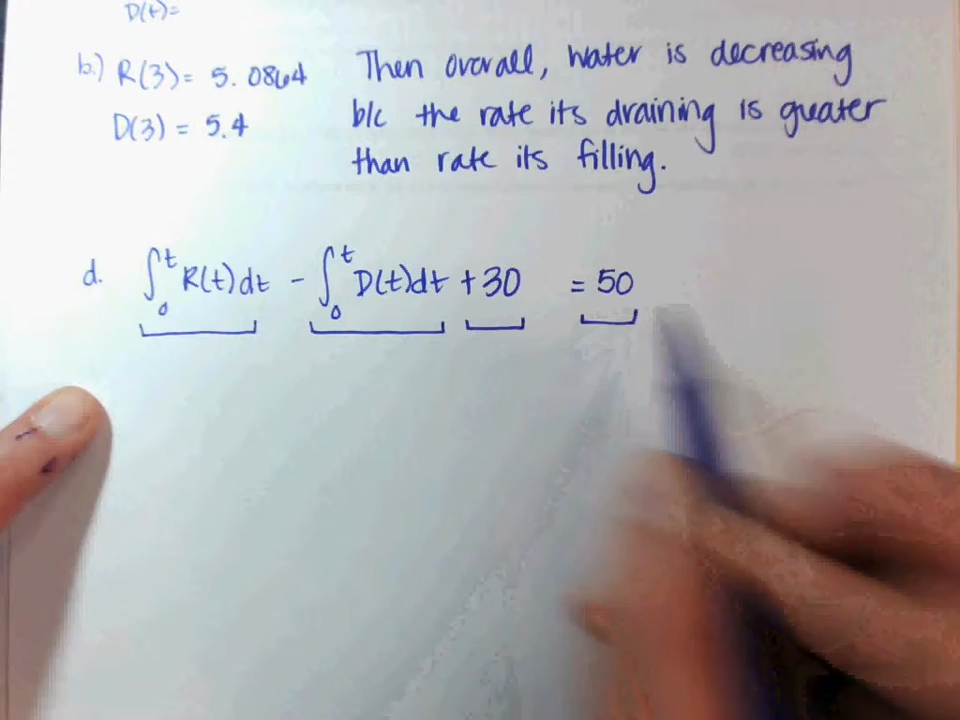 D(t)=
b.) R(3) = 5.0864
D(3) = 5.4
Then overall, water is decreasing
b/c the rate its draining is greater
than rate its filling.
d. ∫₀ᵗ R(t)dt - ∫₀ᵗ D(t)dt + 30 = 50